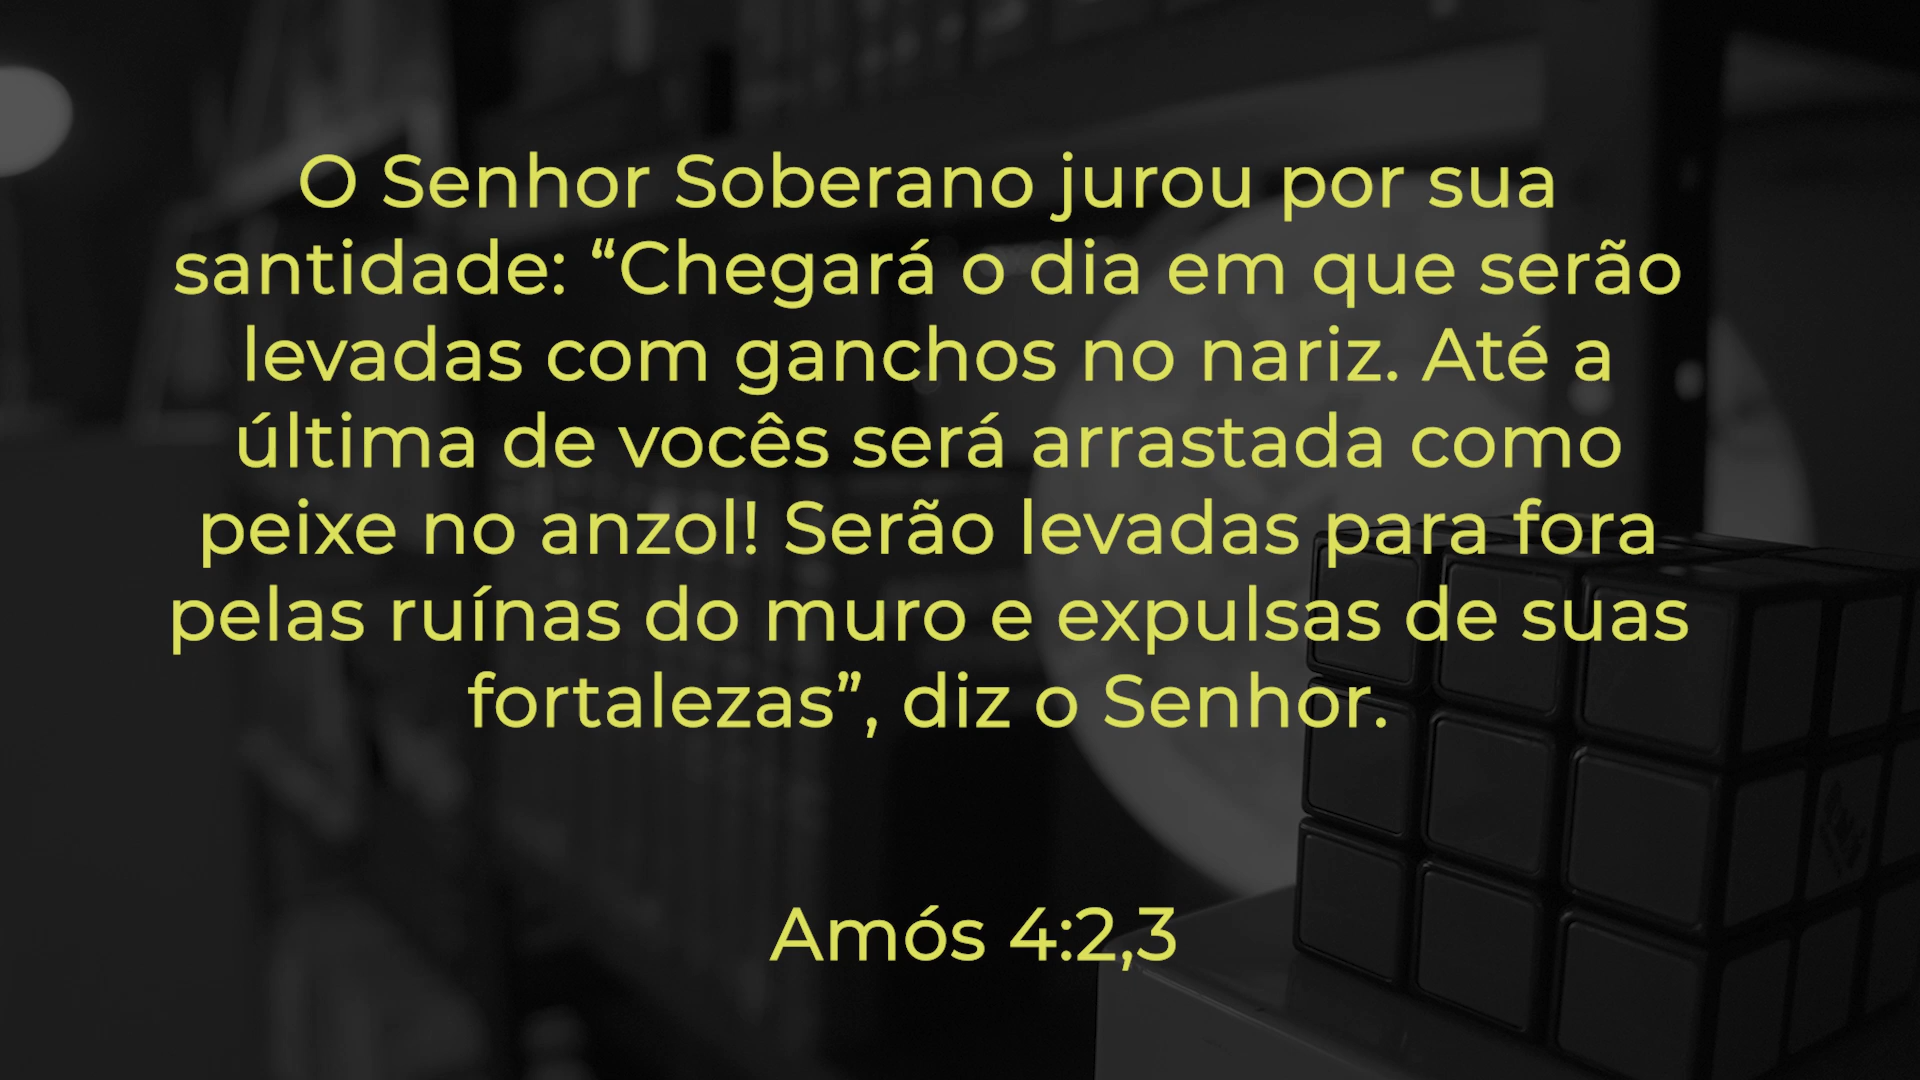 O Senhor Soberano jurou por sua
santidade: “Chegará o dia em que serão
levadas com ganchos no nariz. Até a
última de vocês será arrastada como
peixe no anzol! Serão levadas para fora
pelas ruínas do muro e expulsas de suas
fortalezas”, diz o Senhor.
Amós 4:2,3